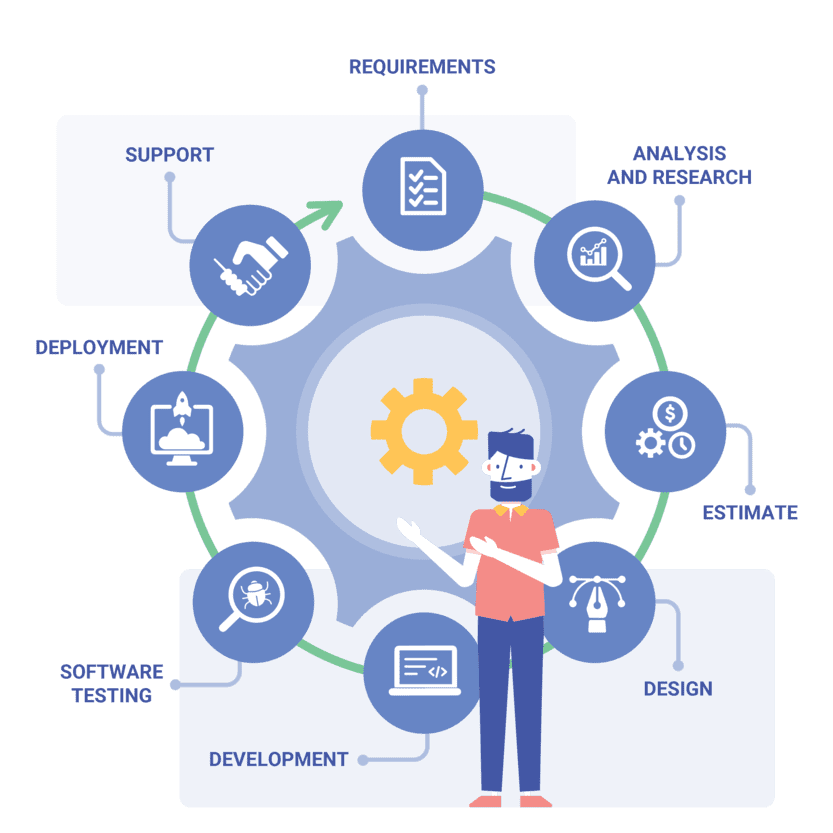 REQUIREMENTS
ANALYSIS
AND RESEARCH
ESTIMATE
DESIGN
DEVELOPMENT
SOFTWARE
TESTING
DEPLOYMENT
SUPPORT
$
</>